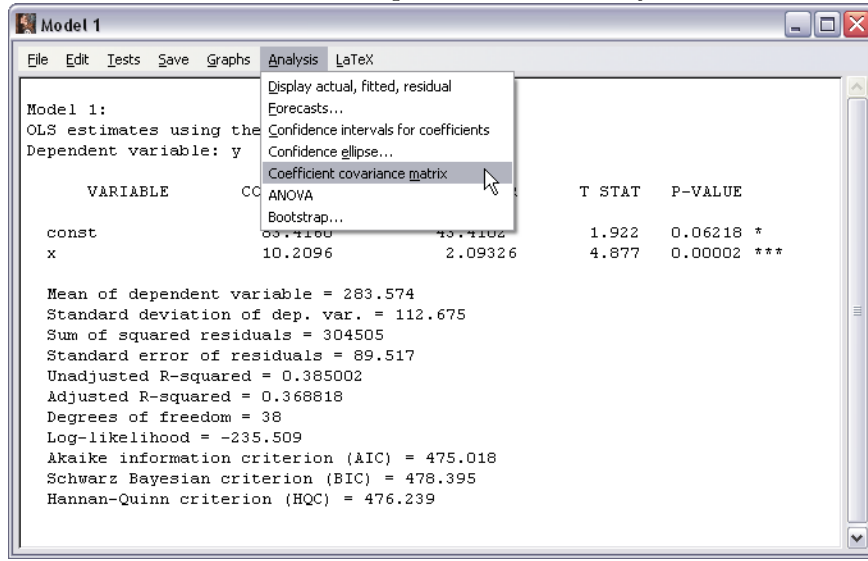 Model 1
File Edit Tests Save Graphs Analysis LaTeX
Display actual, fitted, residual
Forecasts...
Confidence intervals for coefficients
Confidence ellipse...
Coefficient covariance matrix
ANOVA
Bootstrap...
Model 1:
OLS estimates using the
Dependent variable: y
VARIABLE CO T STAT P-VALUE
const 1.922 0.06218 *
x 10.2096 2.09326 4.877 0.00002 ***
Mean of dependent variable = 283.574
Standard deviation of dep. var. = 112.675
Sum of squared residuals = 304505
Standard error of residuals = 89.517
Unadjusted R-squared = 0.385002
Adjusted R-squared = 0.368818
Degrees of freedom = 38
Log-likelihood = -235.509
Akaike information criterion (AIC) = 475.018
Schwarz Bayesian criterion (BIC) = 478.395
Hannan-Quinn criterion (HQC) = 476.239